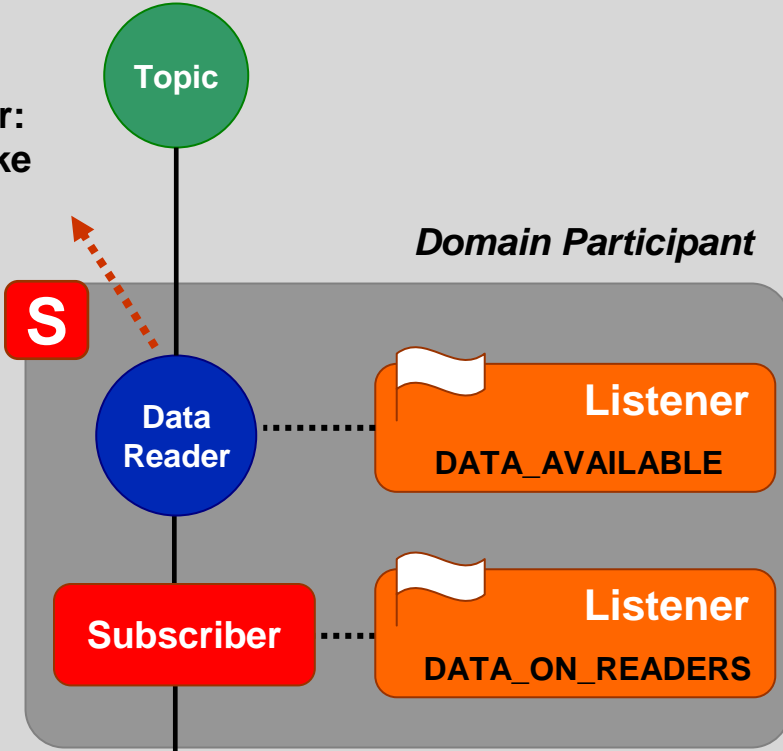 Topic
r:
ke
Domain Participant
S
Data
Reader
Listener
DATA_AVAILABLE
Subscriber
Listener
DATA_ON_READERS